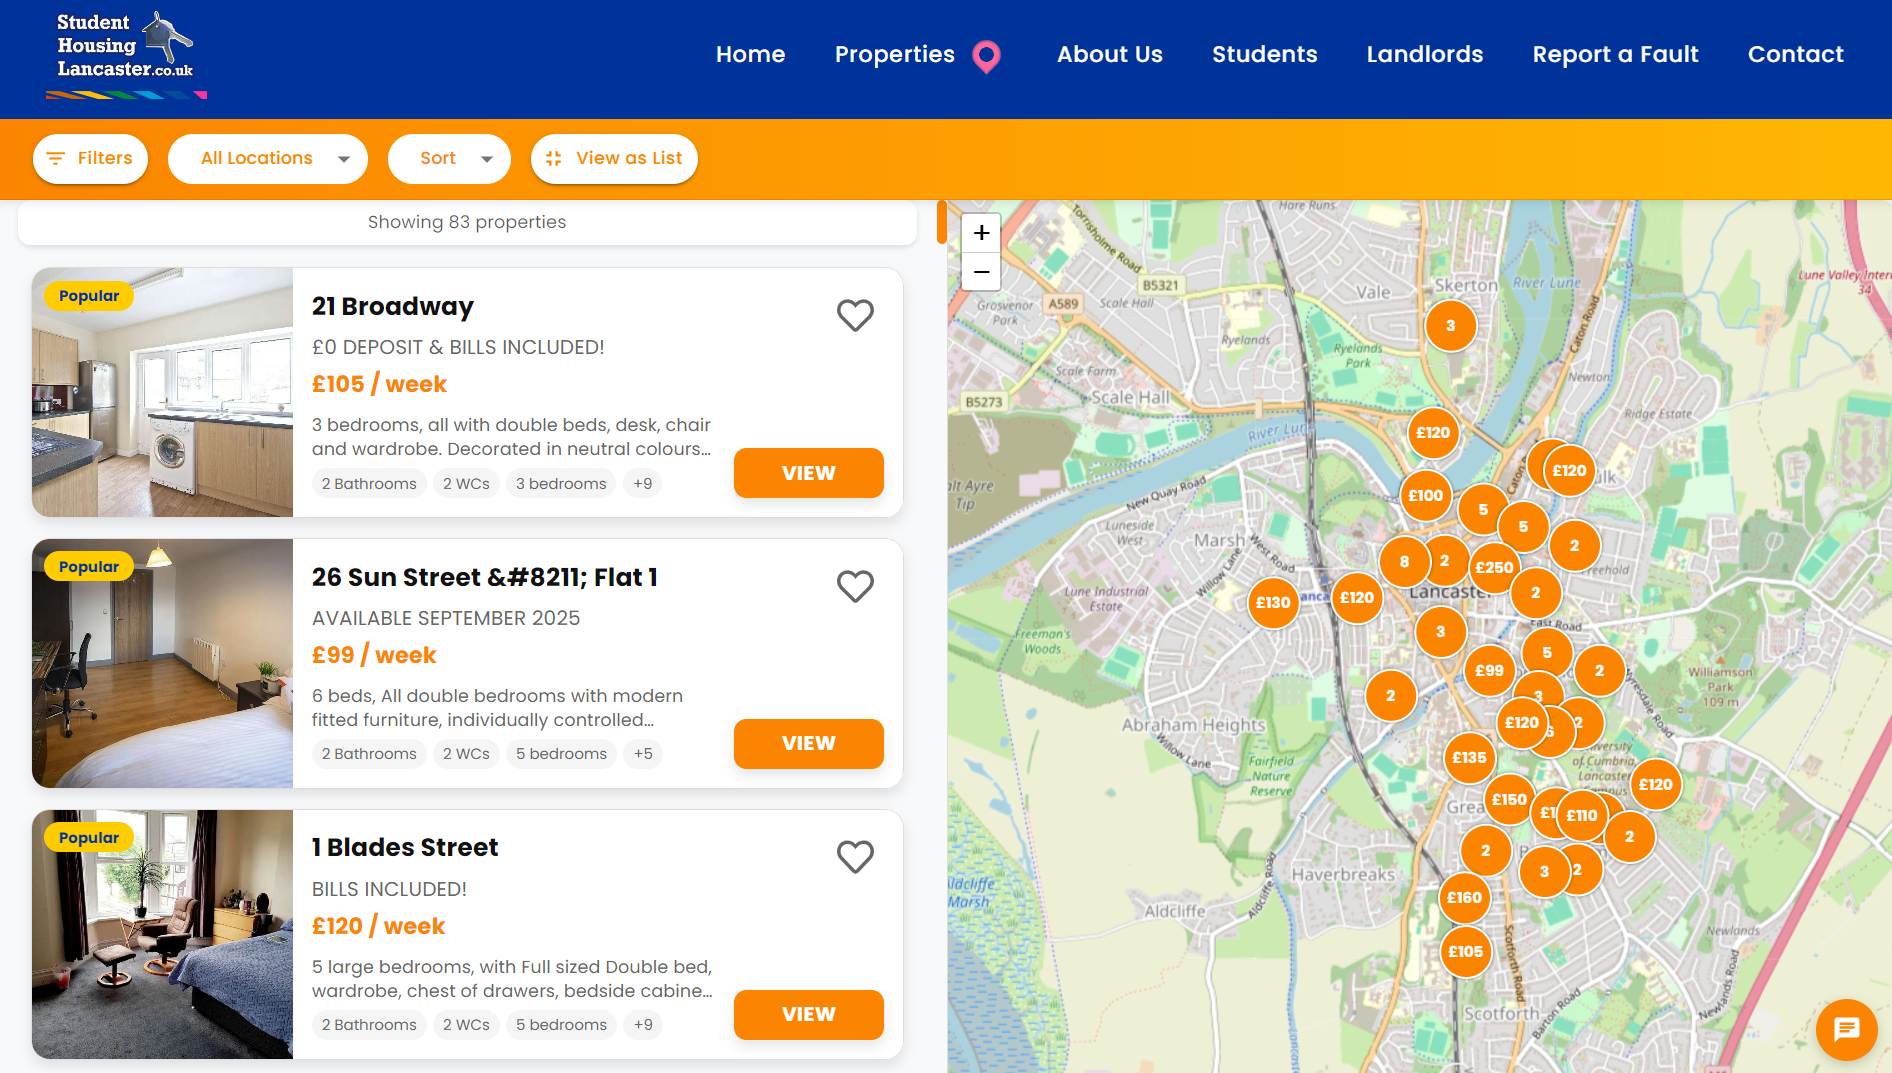 Student
Housing
Lancaster.co.uk
Home
Properties
About Us
Students
Landlords
Report a Fault
Contact
Filters
All Locations
Sort
View as List
Showing 83 properties
Popular
21 Broadway
£0 DEPOSIT & BILLS INCLUDED!
£105 / week
3 bedrooms, all with double beds, desk, chair
and wardrobe. Decorated in neutral colours...
2 Bathrooms
2 WCs
3 bedrooms
+9
VIEW
Popular
26 Sun Street &#8211; Flat 1
AVAILABLE SEPTEMBER 2025
£99 / week
6 beds, All double bedrooms with modern
fitted furniture, individually controlled...
2 Bathrooms
2 WCs
5 bedrooms
+5
VIEW
Popular
1 Blades Street
BILLS INCLUDED!
£120 / week
5 large bedrooms, with Full sized Double bed,
wardrobe, chest of drawers, bedside cabine...
2 Bathrooms
2 WCs
5 bedrooms
+9
VIEW
+
−
Hare Runs
Torrisholme Road
B5321
A589
Scale Hall
Grosvenor
Park
Vale
Skerton
River Lune
Lune Valley Inter
34
Caton Road
3
Ryelands
Ryelands
Park
Scale Farm
Scale Hall
B5273
Newton
Ridge Estate
River Lune
£120
£120
£100
5
5
2
alt Ayre
Tip
New Quay Road
Luneside
West
Marsh
West Road
Willow Lane
8
2
£250
2
Freehold
Lune Industrial
Estate
£130
£120
Lancaster
Freeman's
Woods
3
East Road
5
£99
2
3
Wyresdale Road
Williamson
Park
109 m
2
£120
2
Abraham Heights
Willow Lane
University
of Cumbria,
Lancaster
Campus
Fairfield
Nature
Reserve
£135
£120
£150
£110
2
2
3
2
Haverbreaks
Aldcliffe
Marsh
Aldcliffe
Aldcliffe Road
£160
£105
Newlands
Scotforth Road
Scotforth
Barton Road
Newlands Road
Lancaster